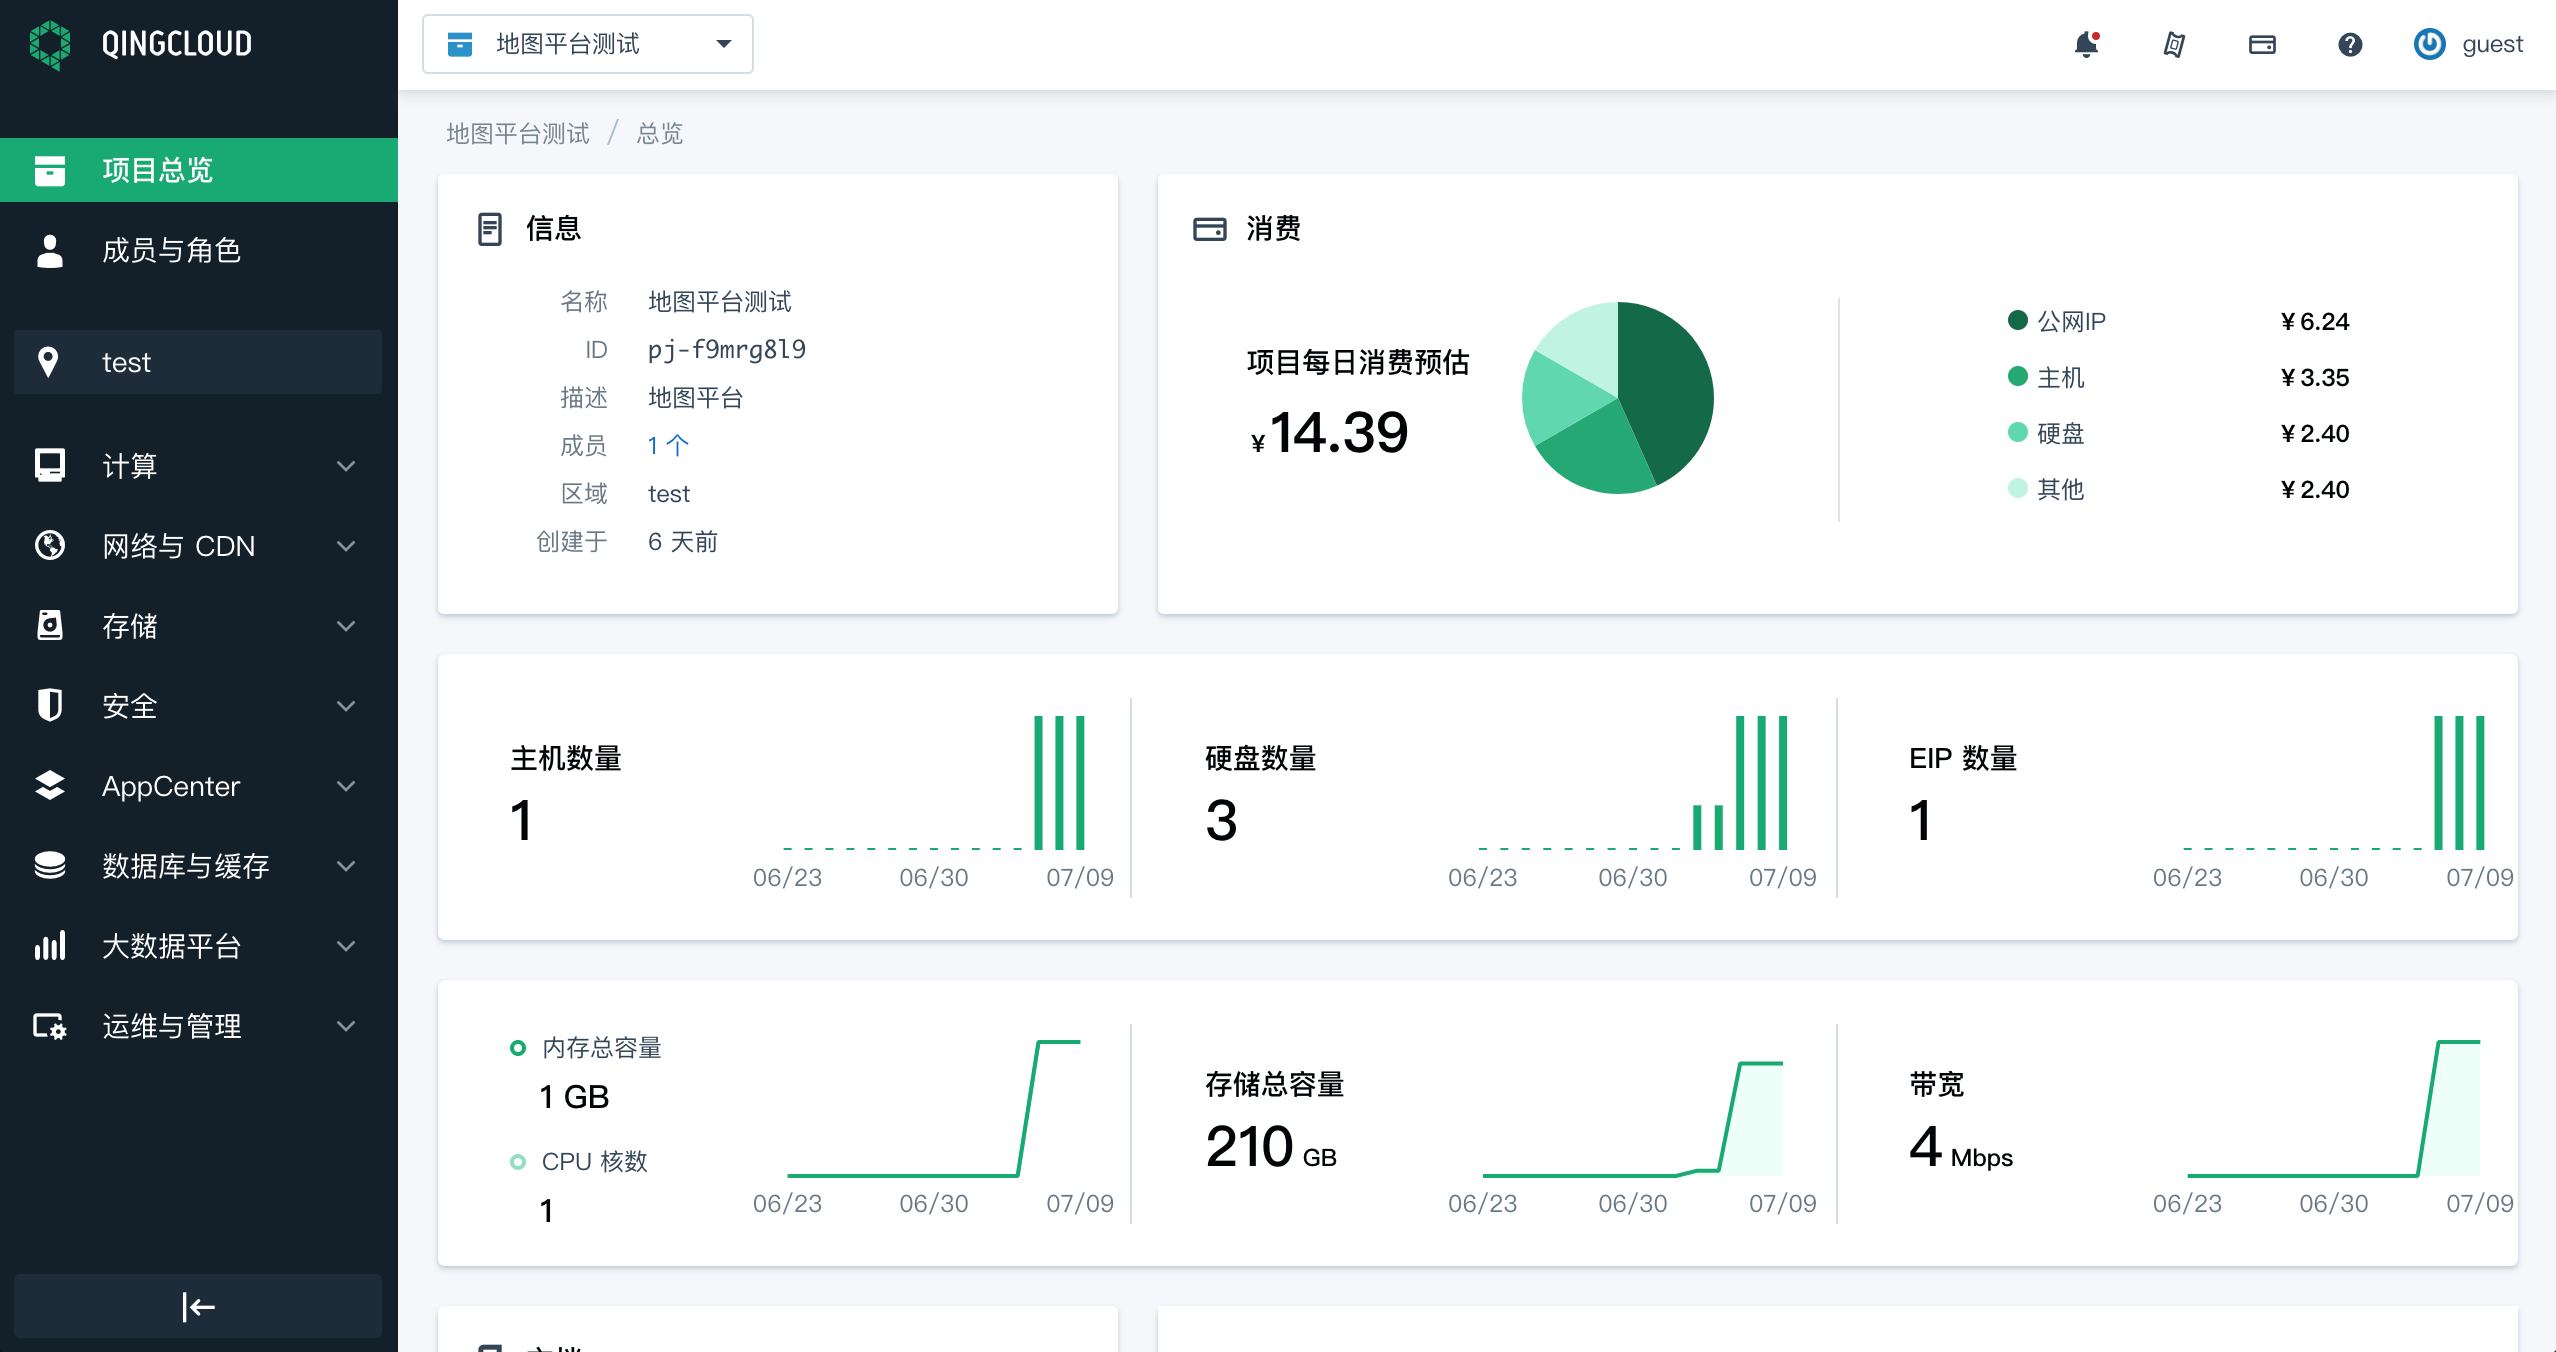 QINGCLOUD
地图平台测试
guest
项目总览
成员与角色
test
计算
网络与 CDN
存储
安全
AppCenter
数据库与缓存
大数据平台
运维与管理
地图平台测试 / 总览
信息
名称 地图平台测试
ID pj-f9mrg8l9
描述 地图平台
成员 1 个
区域 test
创建于 6 天前
消费
项目每日消费预估
¥ 14.39
公网IP ¥ 6.24
主机 ¥ 3.35
硬盘 ¥ 2.40
其他 ¥ 2.40
主机数量
1
06/23 06/30 07/09
硬盘数量
3
06/23 06/30 07/09
EIP 数量
1
06/23 06/30 07/09
内存总容量
1 GB
CPU 核数
1
06/23 06/30 07/09
存储总容量
210 GB
06/23 06/30 07/09
带宽
4 Mbps
06/23 06/30 07/09